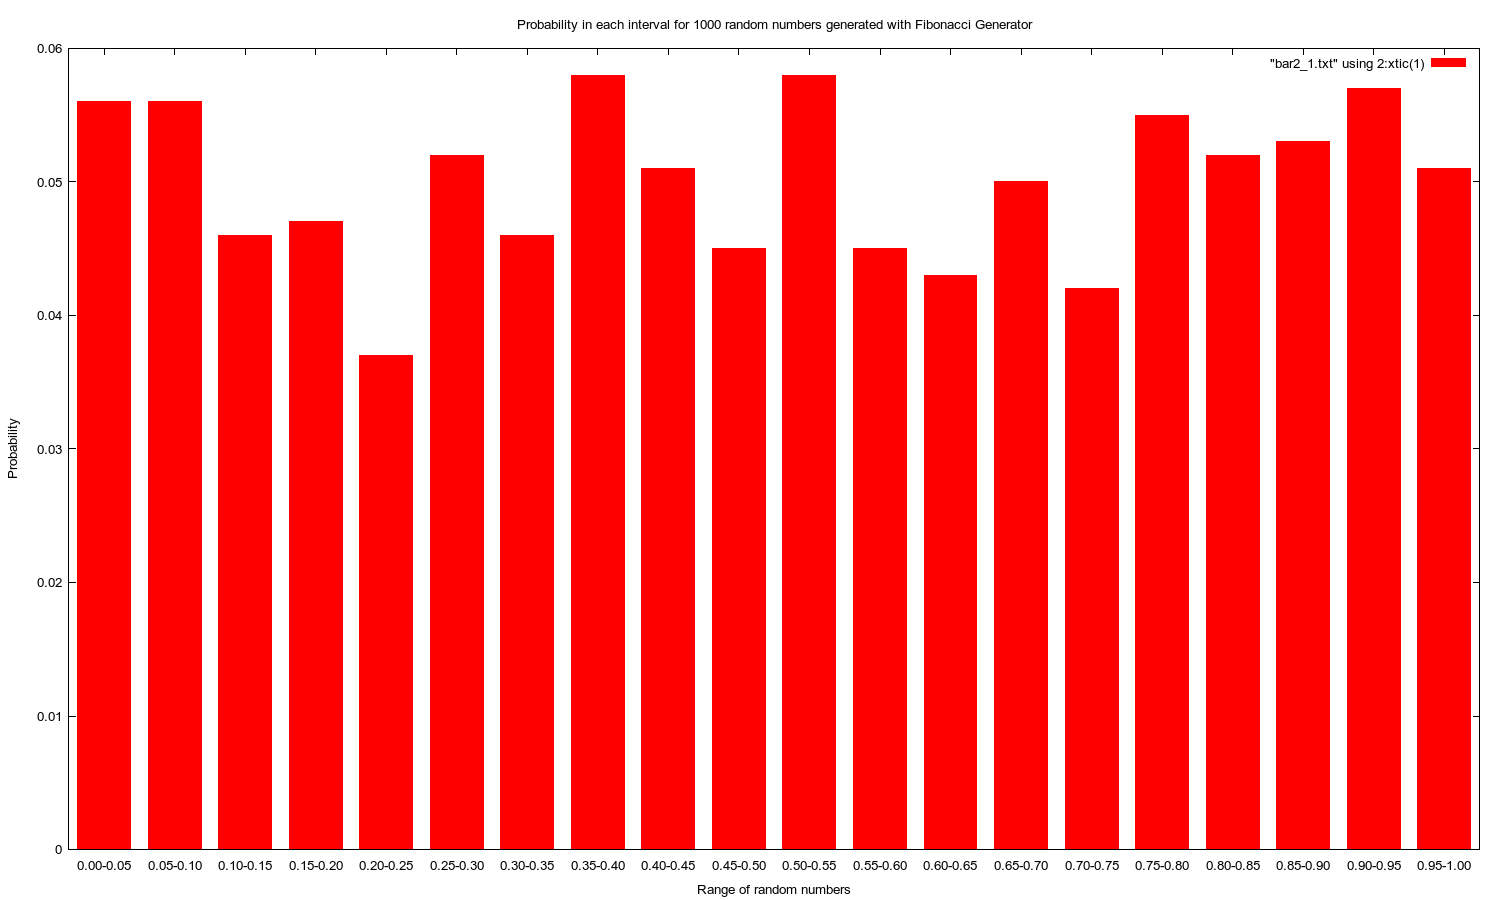 Probability in each interval for 1000 random numbers generated with Fibonacci Generator
"bar2_1.txt" using 2:xtic(1)
0.06
0.05
0.04
0.03
0.02
0.01
0
Probability
0.00-0.05 0.05-0.10 0.10-0.15 0.15-0.20 0.20-0.25 0.25-0.30 0.30-0.35 0.35-0.40 0.40-0.45 0.45-0.50 0.50-0.55 0.55-0.60 0.60-0.65 0.65-0.70 0.70-0.75 0.75-0.80 0.80-0.85 0.85-0.90 0.90-0.95 0.95-1.00
Range of random numbers